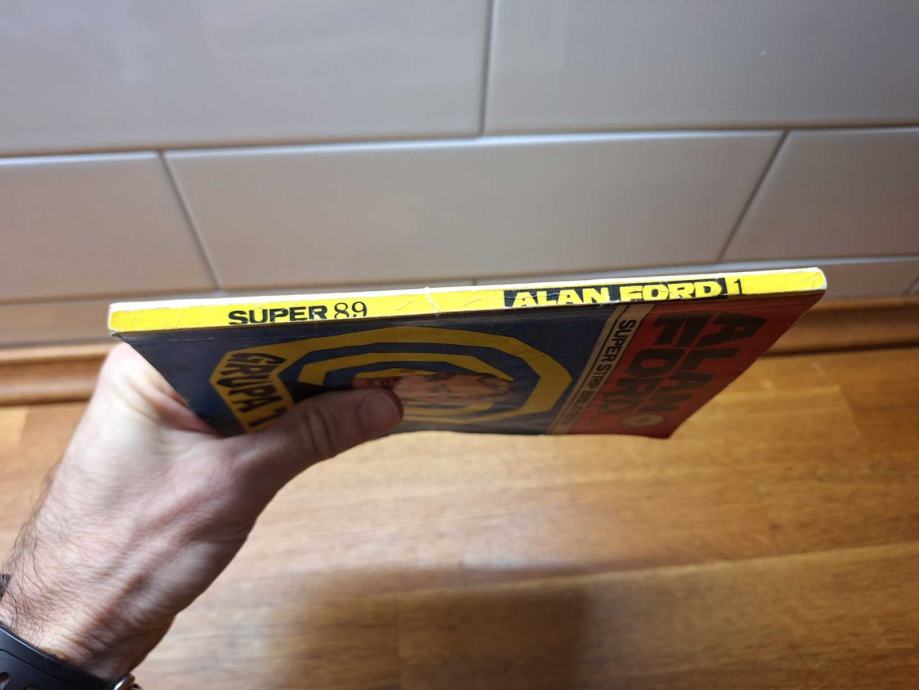 SUPER 89
ALAN FORD 1
ALAN
FORD
SUPER STRIP
GRUPA